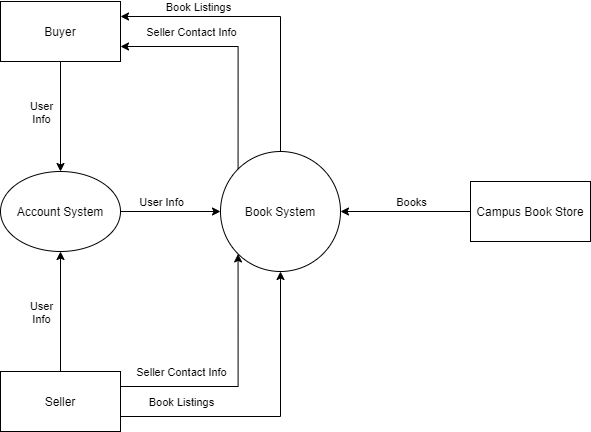 Book Listings
Buyer
Seller Contact Info
User
Info
User Info
Books
Account System
Book System
Campus Book Store
User
Info
Seller Contact Info
Seller
Book Listings